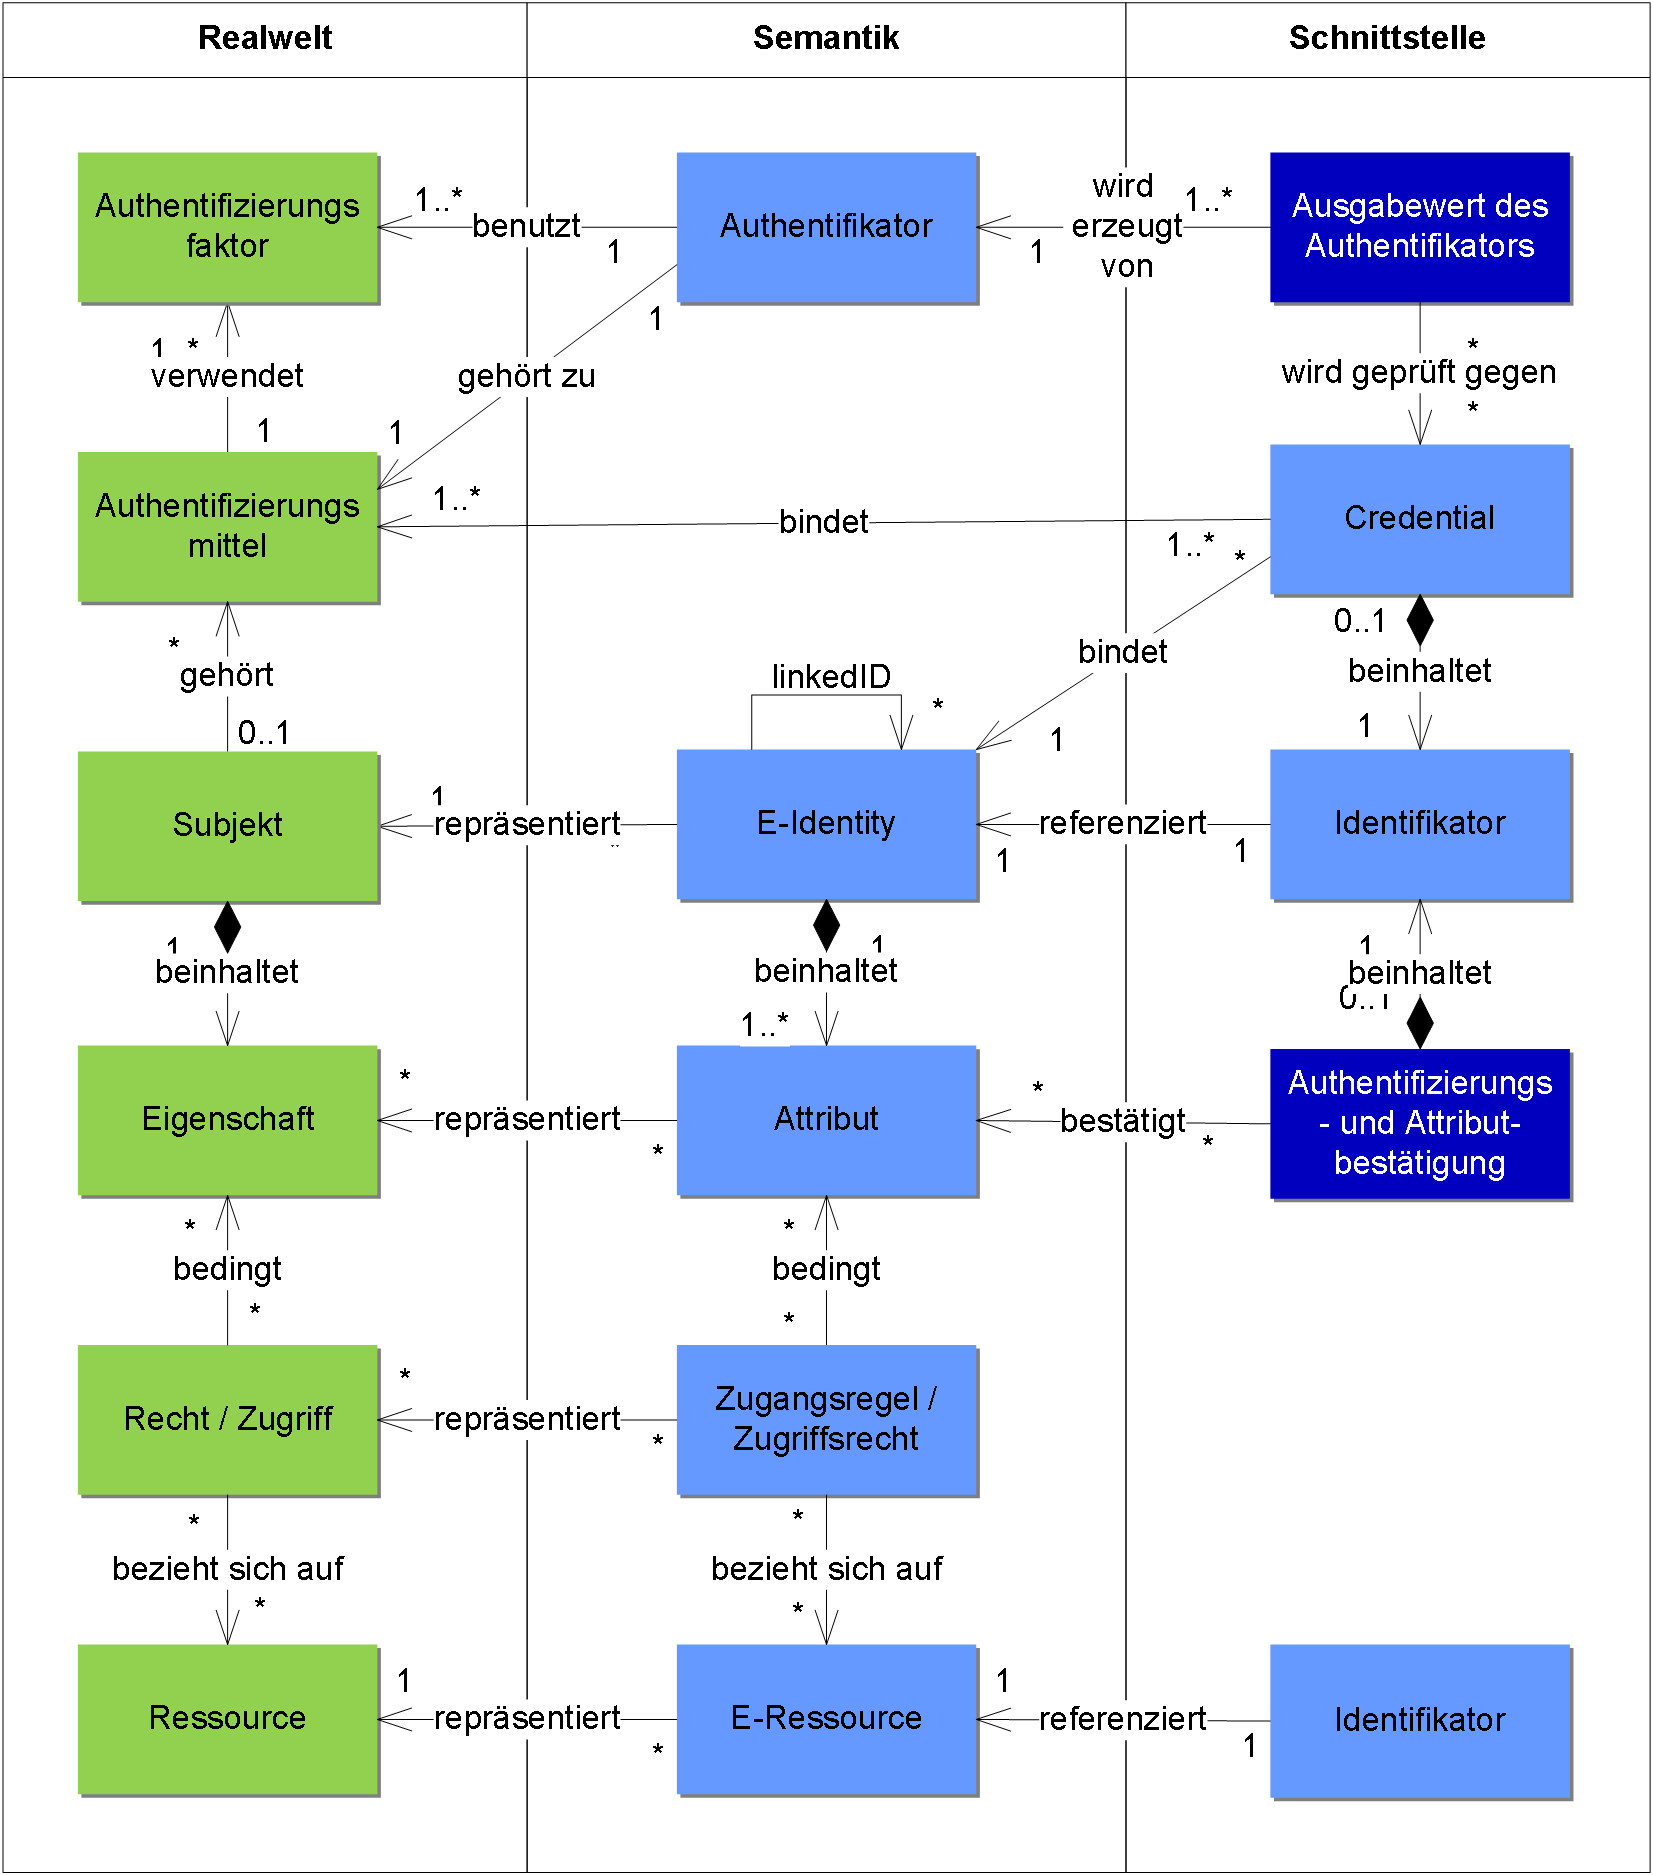 Realwelt
Semantik
Schnittstelle
Authentifizierungs
faktor
1..*
benutzt
1
Authentifikator
wird
erzeugt
von
1..*
1
Ausgabewert des
Authentifikators
1
*
verwendet
1
gehört zu
1
1
*
wird geprüft gegen
*
Authentifizierungs
mittel
1..*
bindet
1..*
Credential
*
gehört
0..1
linkedID
*
bindet
*
1
0..1
beinhaltet
1
Subjekt
1
repräsentiert
E-Identity
referenziert
1
1
Identifikator
1
beinhaltet
1
beinhaltet
1..*
1
beinhaltet
0..1
Eigenschaft
*
repräsentiert
*
Attribut
*
bestätigt
*
Authentifizierungs
- und Attribut-
bestätigung
*
bedingt
*
*
bedingt
*
Recht / Zugriff
*
repräsentiert
*
Zugangsregel /
Zugriffsrecht
*
bezieht sich auf
*
*
bezieht sich auf
*
Ressource
1
repräsentiert
*
E-Ressource
1
referenziert
1
Identifikator